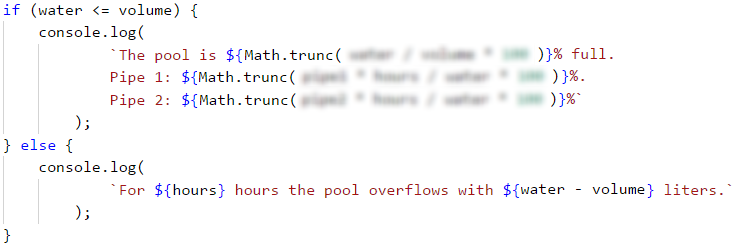 if (water <= volume) {
console.log(
`The pool is ${Math.trunc( )}% full.
Pipe 1: ${Math.trunc( )}%.
Pipe 2: ${Math.trunc( )}%`
);
} else {
console.log(
`For ${hours} hours the pool overflows with ${water - volume} liters.`
);
}